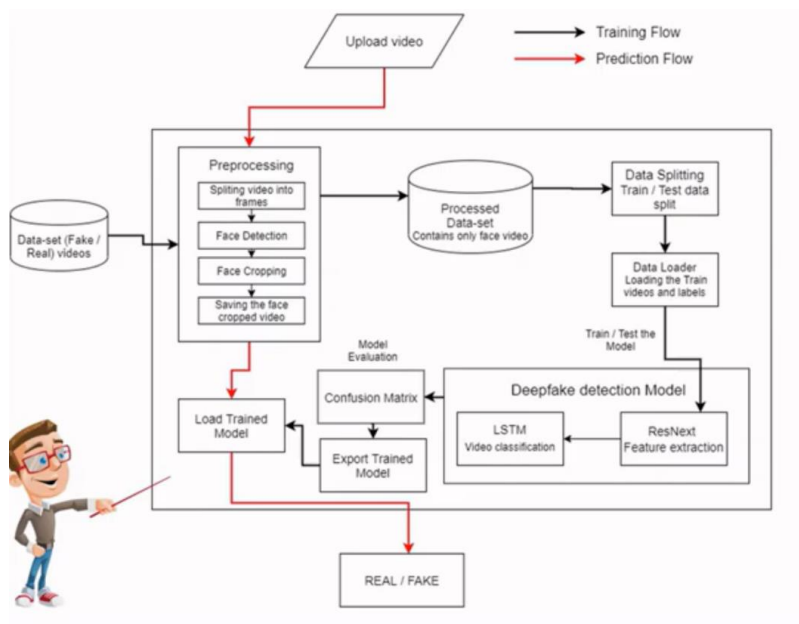 Upload video
Training Flow
Prediction Flow
Preprocessing
Spliting video into
frames
Face Detection
Face Cropping
Saving the face
cropped video
Data-set (Fake /
Real) videos
Processed
Data-set
Contains only face video
Data Splitting
Train / Test data
split
Data Loader
Loading the Train
videos and labels
Train / Test the
Model
Model
Evaluation
Deepfake detection Model
Confusion Matrix
LSTM
Video classification
ResNext
Feature extraction
Load Trained
Model
Export Trained
Model
REAL / FAKE